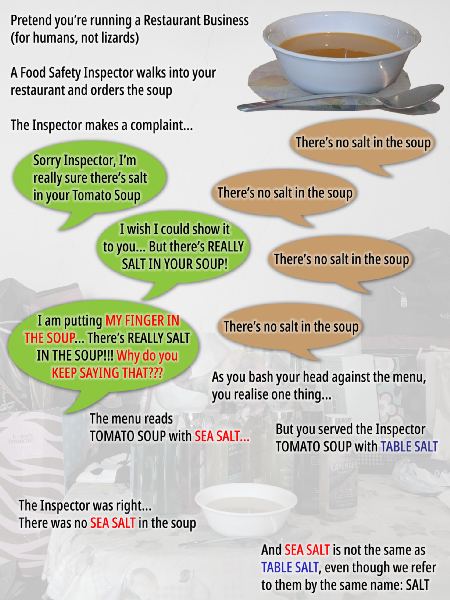 Pretend you're running a Restaurant Business
(for humans, not lizards)
A Food Safety Inspector walks into your
restaurant and orders the soup
The Inspector makes a complaint...
There's no salt in the soup
Sorry Inspector, I'm
really sure there's salt
in your Tomato Soup
There's no salt in the soup
I wish I could show it
to you... But there's REALLY
SALT IN YOUR SOUP!
There's no salt in the soup
I am putting MY FINGER IN
THE SOUP... There's REALLY SALT
IN THE SOUP!!! Why do you
KEEP SAYING THAT???
There's no salt in the soup
As you bash your head against the menu,
you realise one thing...
The menu reads
TOMATO SOUP with SEA SALT...
But you served the Inspector
TOMATO SOUP with TABLE SALT
The Inspector was right...
There was no SEA SALT in the soup
And SEA SALT is not the same as
TABLE SALT, even though we refer
to them by the same name: SALT